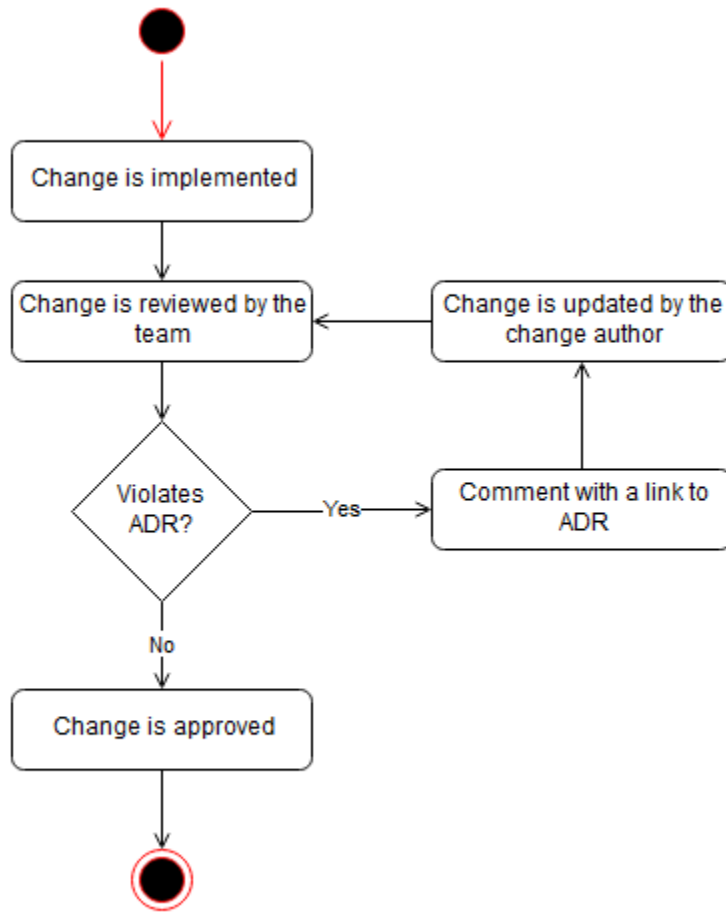 Change is implemented
Change is reviewed by the
team
Change is updated by the
change author
Violates
ADR?
Yes
Comment with a link to
ADR
No
Change is approved